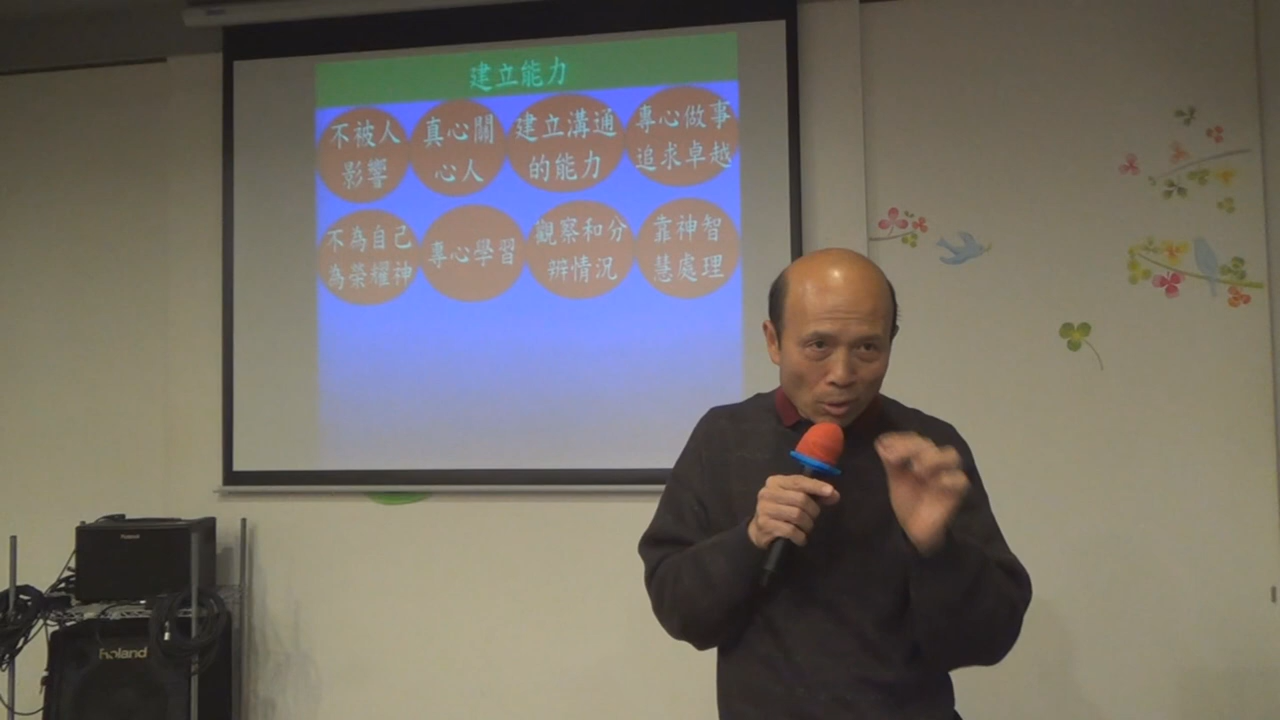 建立能力
不被人
影響
真心關
心人
建立溝通
的能力
專心做事
追求卓越
不為自己
為榮耀神
專心學習
觀察和分
辨情況
靠神智
慧處理
Roland
Roland